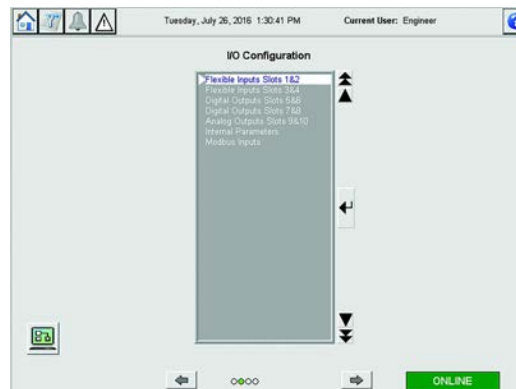 Tuesday, July 26, 2016 1:30:41 PM Current User: Engineer
I/O Configuration
Flexible Inputs Slots 1&2
Flexible Inputs Slots 3&4
Digital Outputs Slots 5&6
Digital Outputs Slots 7&8
Analog Outputs Slots 9&10
Internal Parameters
Modbus Inputs
ONLINE